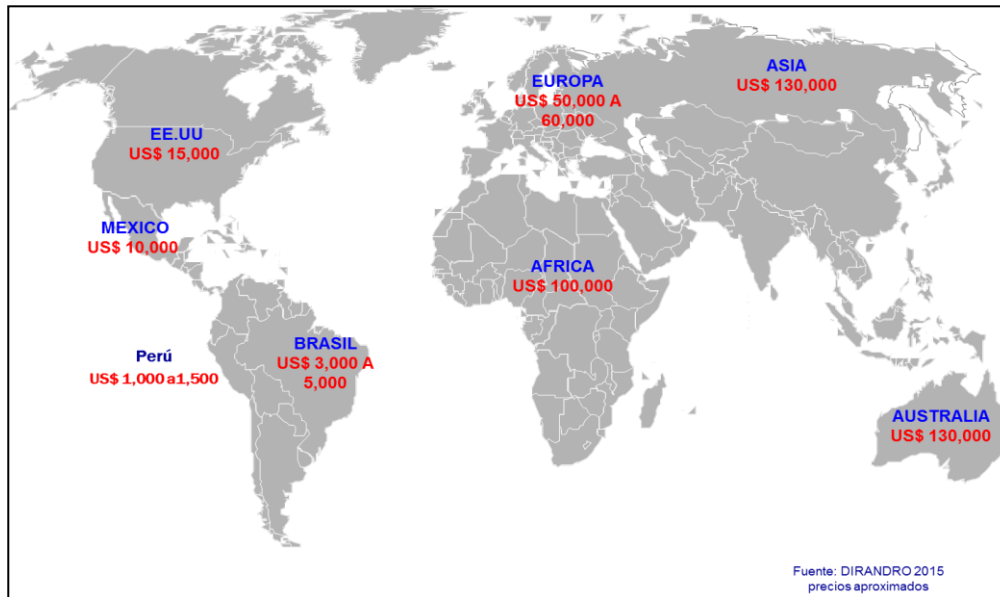 ASIA
US$ 130,000
EUROPA
US$ 50,000 A
60,000
EE.UU
US$ 15,000
MEXICO
US$ 10,000
AFRICA
US$ 100,000
BRASIL
US$ 3,000 A
5,000
Perú
US$ 1,000 a1,500
AUSTRALIA
US$ 130,000
Fuente: DIRANDRO 2015
precios aproximados